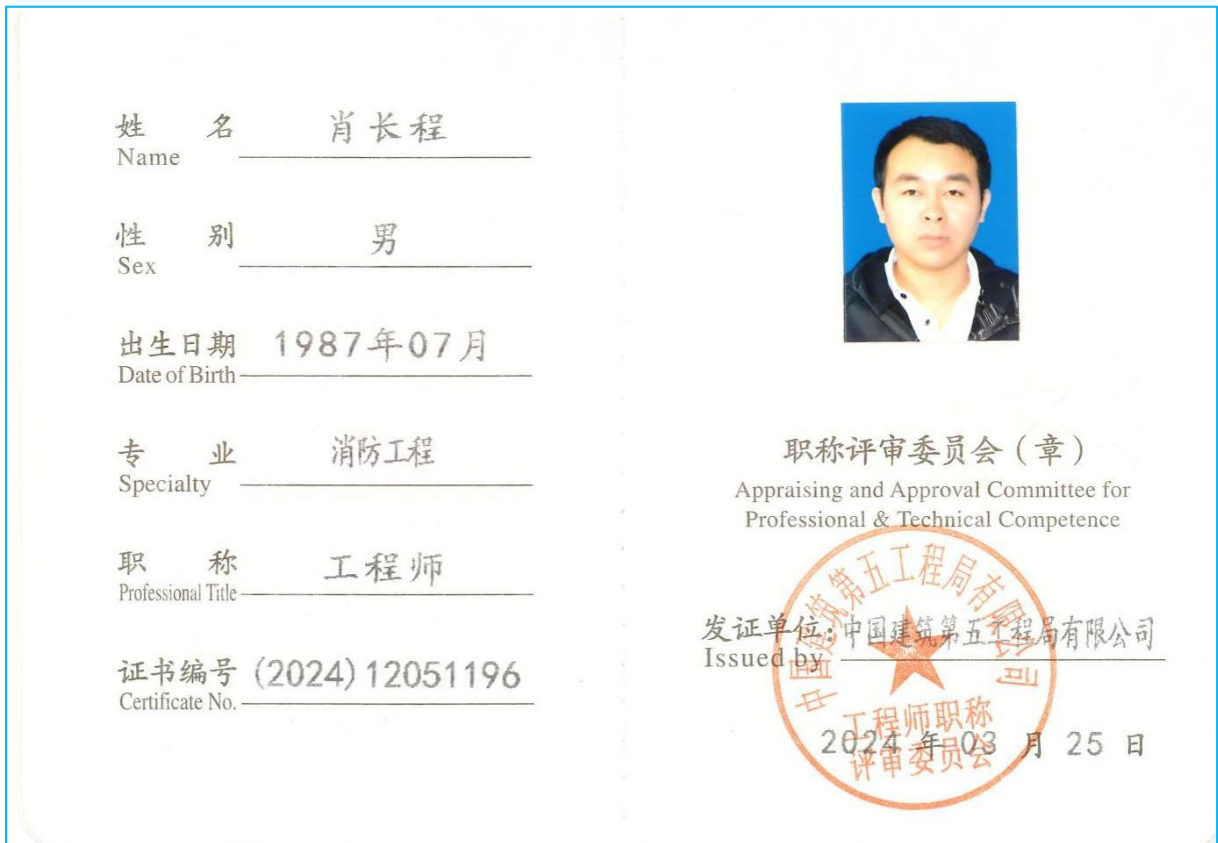 姓 名 肖长程
Name
性 别 男
Sex
出生日期 1987年07月
Date of Birth
专 业 消防工程
Specialty
职 称 工程师
Professional Title
证书编号 (2024)12051196
Certificate No.
职称评审委员会(章)
Appraising and Approval Committee for
Professional & Technical Competence
发证单位:中国建筑第五工程局有限公司
Issued by
2024 年 03 月 25 日
中国建筑第五工程局有限公司
工程师职称
评审委员会